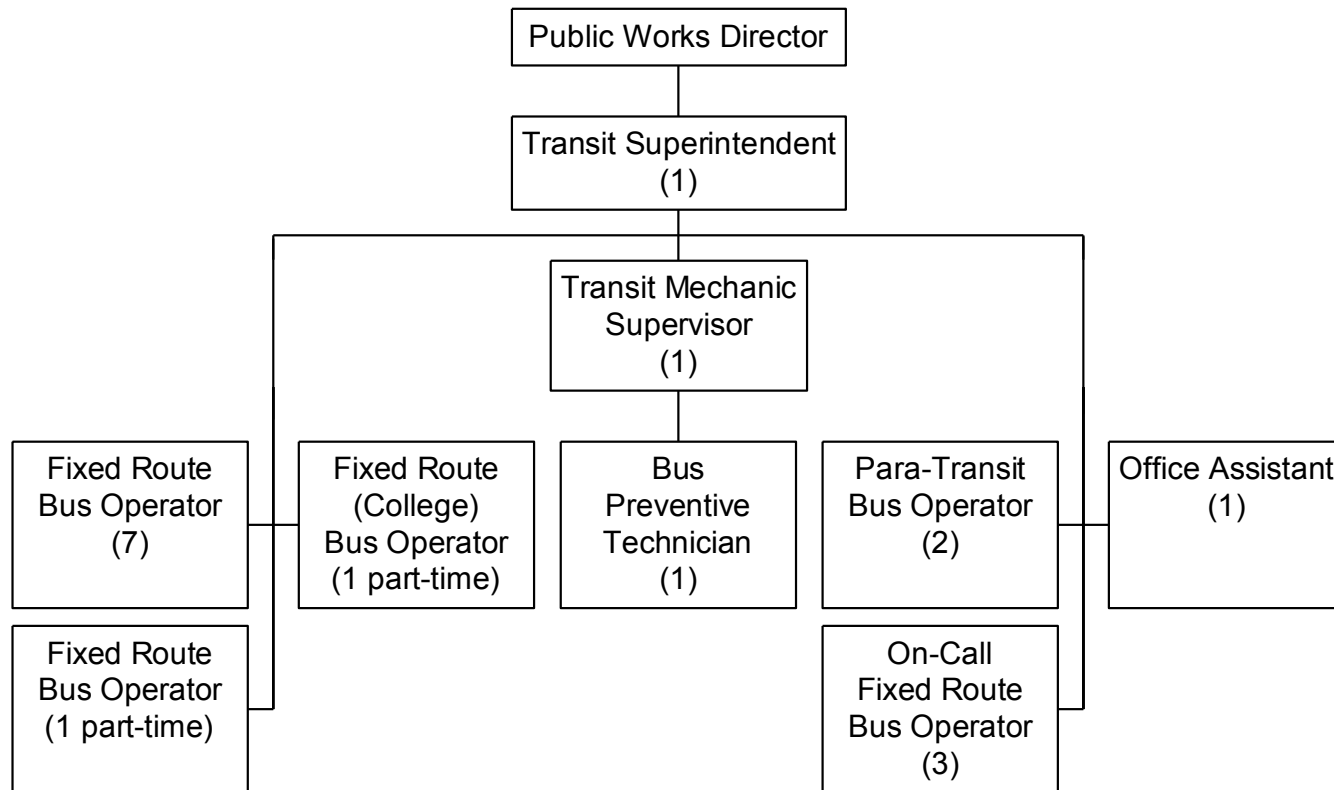 Public Works Director
Transit Superintendent
(1)
Transit Mechanic
Supervisor
(1)
Fixed Route
Bus Operator
(7)
Fixed Route
(College)
Bus Operator
(1 part-time)
Bus
Preventive
Technician
(1)
Para-Transit
Bus Operator
(2)
Office Assistant
(1)
Fixed Route
Bus Operator
(1 part-time)
On-Call
Fixed Route
Bus Operator
(3)